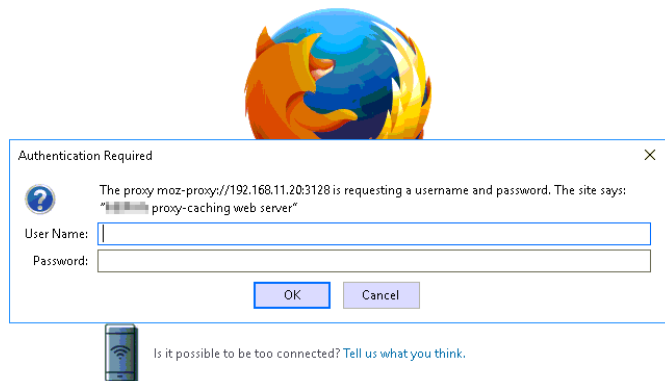 Authentication Required
The proxy moz-proxy://192.168.11.20:3128 is requesting a username and password. The site says:
" proxy-caching web server"
User Name:
Password:
OK
Cancel
Is it possible to be too connected? Tell us what you think.